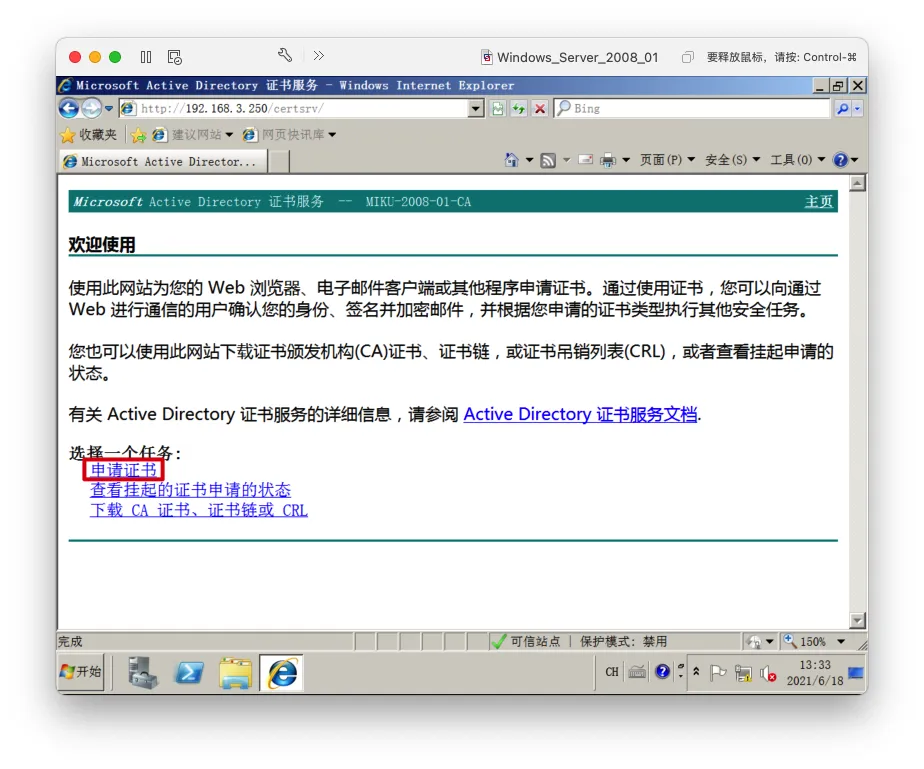 Windows_Server_2008_01
要释放鼠标，请按: Control-⌘
Microsoft Active Directory 证书服务 - Windows Internet Explorer
http://192.168.3.250/certsrv/
Bing
收藏夹
建议网站
网页快讯库
Microsoft Active Director...
页面(P)
安全(S)
工具(O)
Microsoft Active Directory 证书服务 -- MIKU-2008-01-CA
主页
欢迎使用
使用此网站为您的 Web 浏览器、电子邮件客户端或其他程序申请证书。通过使用证书，您可以向通过
Web 进行通信的用户确认您的身份、签名并加密邮件，并根据您申请的证书类型执行其他安全任务。
您也可以使用此网站下载证书颁发机构(CA)证书、证书链，或证书吊销列表(CRL)，或者查看挂起申请的
状态。
有关 Active Directory 证书服务的详细信息，请参阅 Active Directory 证书服务文档.
选择一个任务:
申请证书
查看挂起的证书申请的状态
下载 CA 证书、证书链或 CRL
完成
可信站点 | 保护模式: 禁用
150%
开始
CH
13:33
2021/6/18